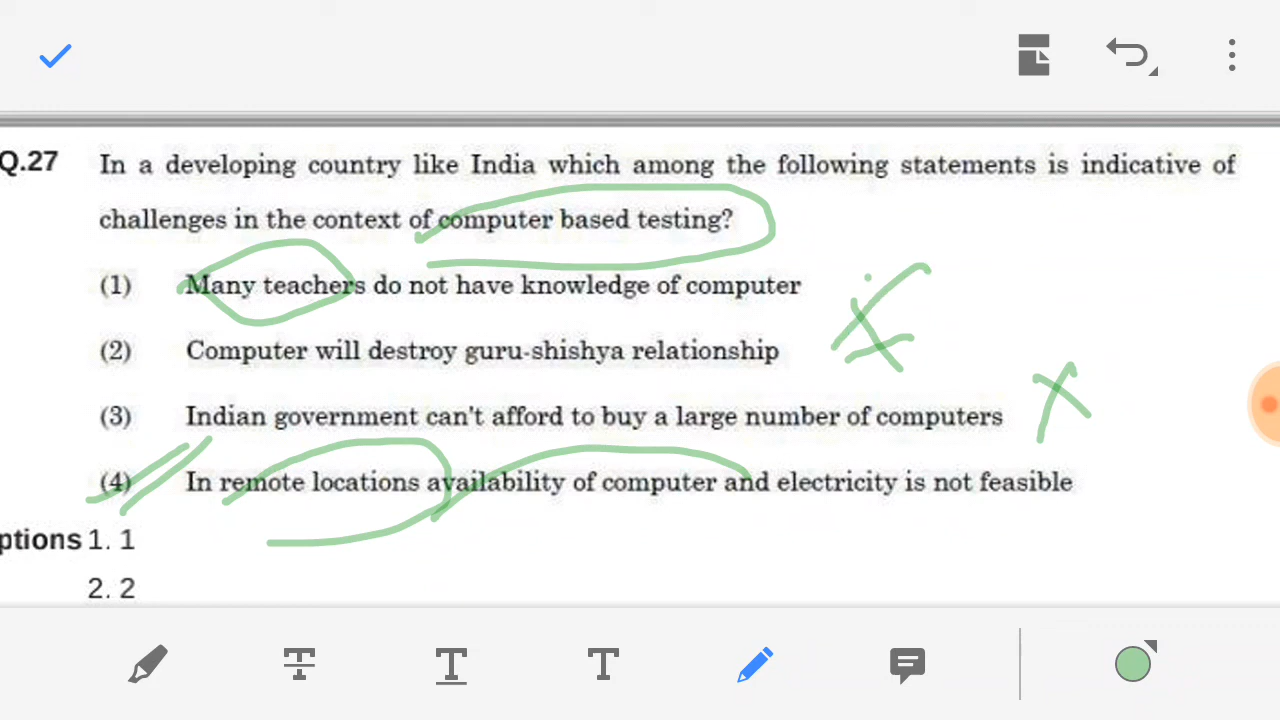 Q.27 In a developing country like India which among the following statements is indicative of
challenges in the context of computer based testing?
(1) Many teachers do not have knowledge of computer
(2) Computer will destroy guru-shishya relationship
(3) Indian government can't afford to buy a large number of computers
(4) In remote locations availability of computer and electricity is not feasible
ptions 1. 1
2. 2
T T T